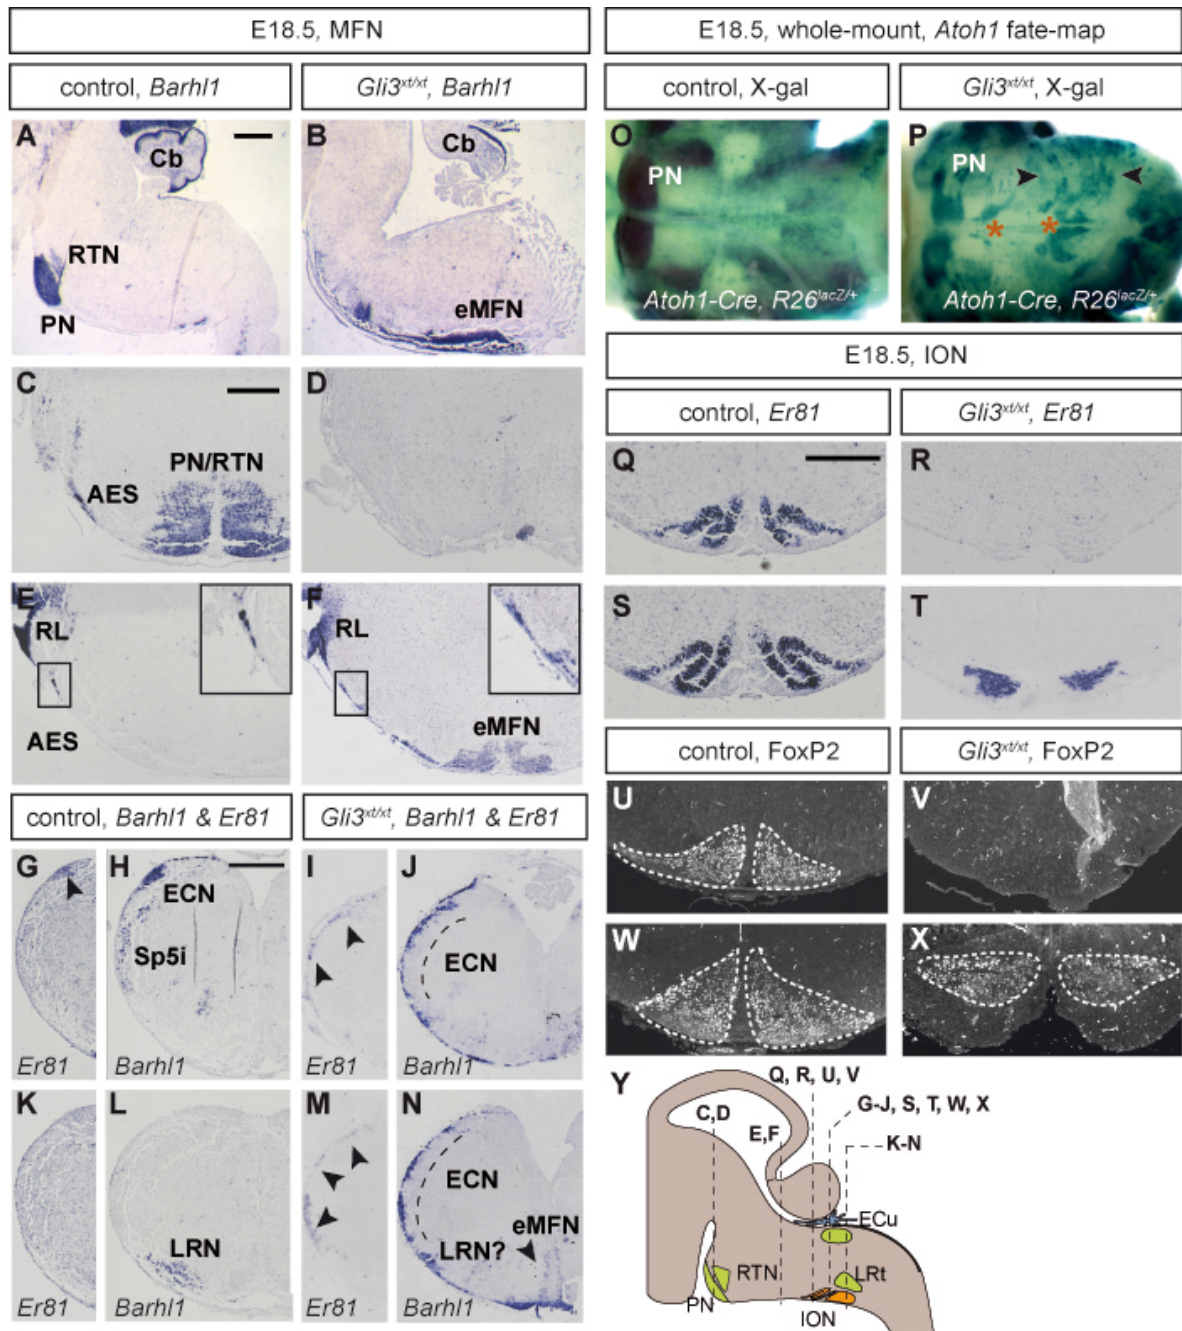 E18.5, MFN
control, Barhl1
Gli3xt/xt, Barhl1
A
Cb
RTN
PN
B
Cb
eMFN
C
PN/RTN
AES
D
E
RL
AES
F
RL
eMFN
control, Barhl1 & Er81
Gli3xt/xt, Barhl1 & Er81
G
Er81
H
ECN
Sp5i
Barhl1
I
Er81
J
ECN
Barhl1
K
Er81
L
LRN
Barhl1
M
Er81
N
ECN
eMFN
LRN?
Barhl1
E18.5, whole-mount, Atoh1 fate-map
control, X-gal
Gli3xt/xt, X-gal
O
PN
Atoh1-Cre, R26lacZ/+
P
PN
* *
Atoh1-Cre, R26lacZ/+
E18.5, ION
control, Er81
Gli3xt/xt, Er81
Q
R
S
T
control, FoxP2
Gli3xt/xt, FoxP2
U
V
W
X
Y
Q, R, U, V
C,D
G-J, S, T, W, X
E,F
K-N
ECu
RTN
LRt
PN
ION